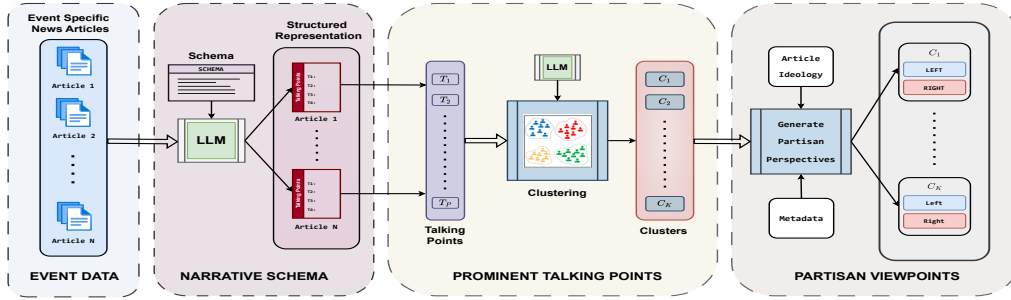 Event Specific
News Articles
Article 1
Article 2
Article N
EVENT DATA
Schema
SCHEMA
LLM
Structured
Representation
Talking Points
T1:
T2:
T3:
T4:
Article 1
Talking Points
T1:
T2:
T3:
T4:
Article N
NARRATIVE SCHEMA
T1
T2
TP
Talking
Points
LLM
Clustering
C1
C2
CK
Clusters
PROMINENT TALKING POINTS
Article
Ideology
Generate
Partisan
Perspectives
Metadata
C1
LEFT
RIGHT
CK
Left
Right
PARTISAN VIEWPOINTS